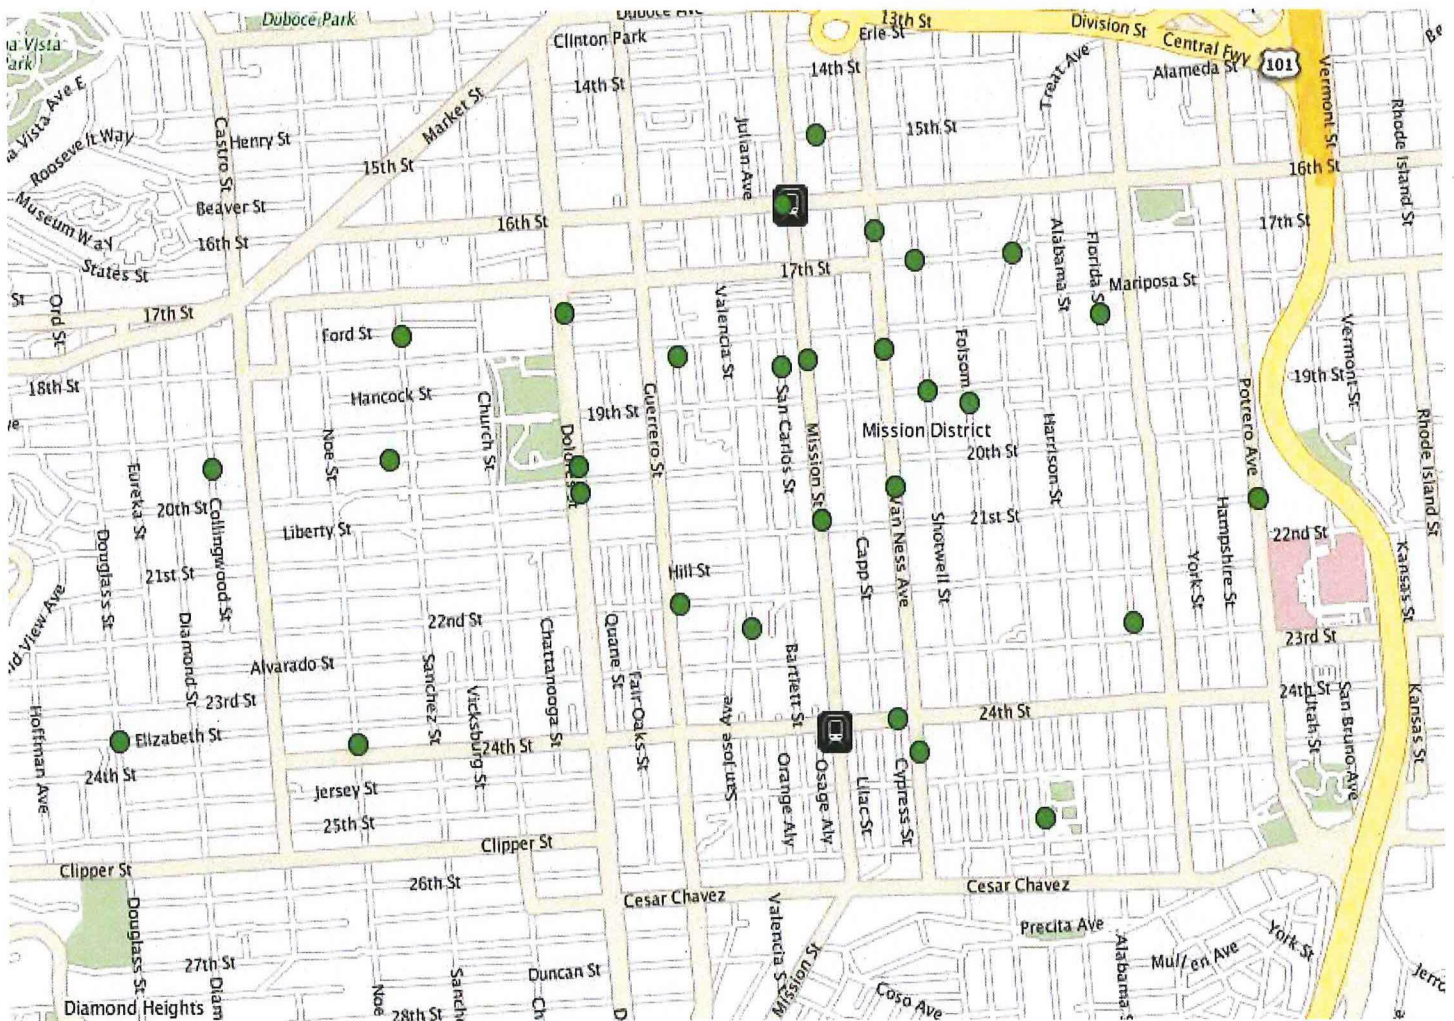 Duboce Park
Duboce Ave
13th St
Division St
Clinton Park
Erie St
Central Fwy
101
14th St
14th St
Alameda St
Treat Ave
Vermont St
Rhode Island St
Roosevelt Way
Henry St
Castro St
Market St
Julian Ave
15th St
15th St
16th St
Museum Way
Beaver St
16th St
16th St
17th St
States St
17th St
Alabama St
Florida St
Mariposa St
Ord St
17th St
Ford St
Valencia St
Folsom
Vermont St
18th St
Hancock St
19th St
19th St
Church St
Dolores St
Guerrero St
San Carlos St
Mission St
Mission District
20th St
Harrison St
Potrero Ave
Rhode Island St
Noe St
Eureka St
20th St
Collingwood St
Liberty St
21st St
Van Ness Ave
Shotwell St
Hampshire St
22nd St
Douglass St
21st St
Hill St
Capp St
York St
Kansas St
Diamond St
22nd St
Chattanooga St
Quane St
23rd St
Alvarado St
23rd St
Sanchez St
Vicksburg St
Fair Oaks St
San Jose Ave
Bartlett St
24th St
24th St
Utah St
San Bruno Ave
Kansas St
Hoffman Ave
Elizabeth St
24th St
24th St
Jersey St
25th St
Orange Aly
Osage Aly
Lilac St
Cypress St
Clipper St
Clipper St
26th St
Cesar Chavez
Cesar Chavez
Douglass St
Valencia St
Mission St
Precita Ave
Alabama St
Mullen Ave
York St
27th St
Duncan St
Coso Ave
Diamond Heights
Noe
28th St